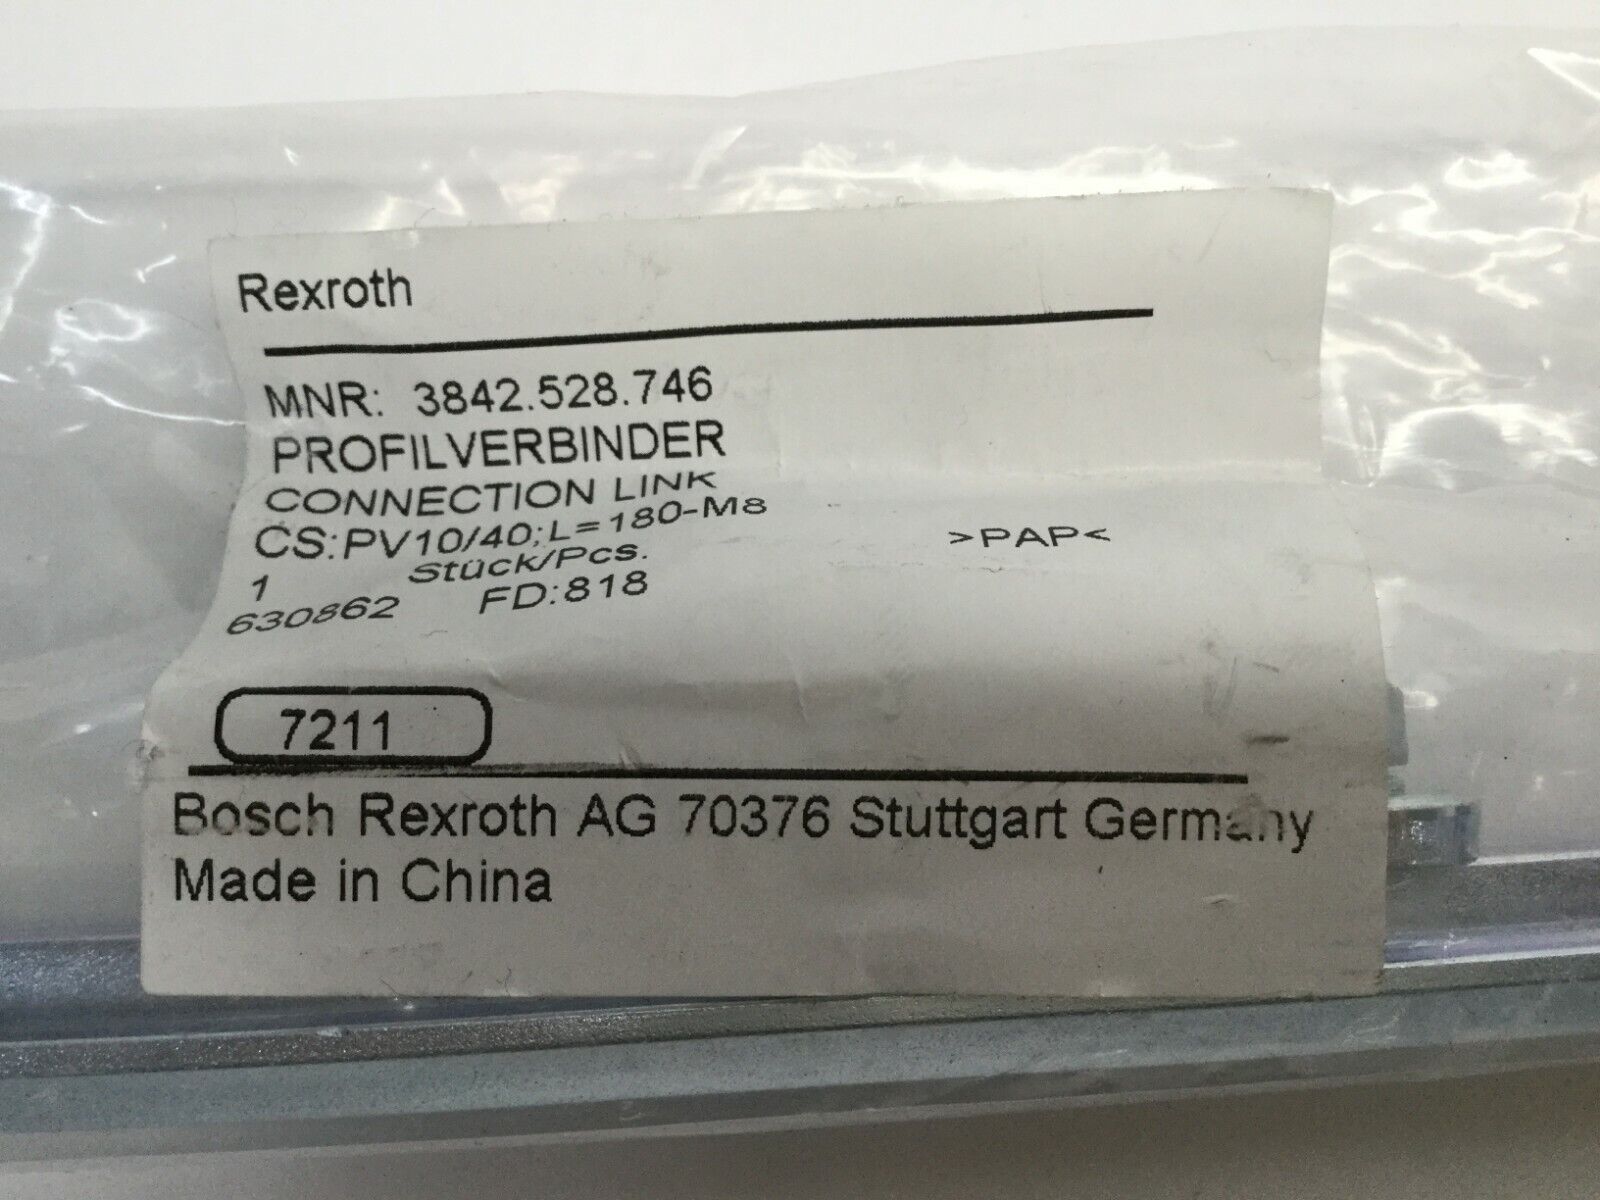 Rexroth
MNR: 3842.528.746
PROFILVERBINDER
CONNECTION LINK
CS:PV10/40;L=180-M8
>PAP<
1 Stück/Pcs.
630862 FD:818
7211
Bosch Rexroth AG 70376 Stuttgart Germany
Made in China